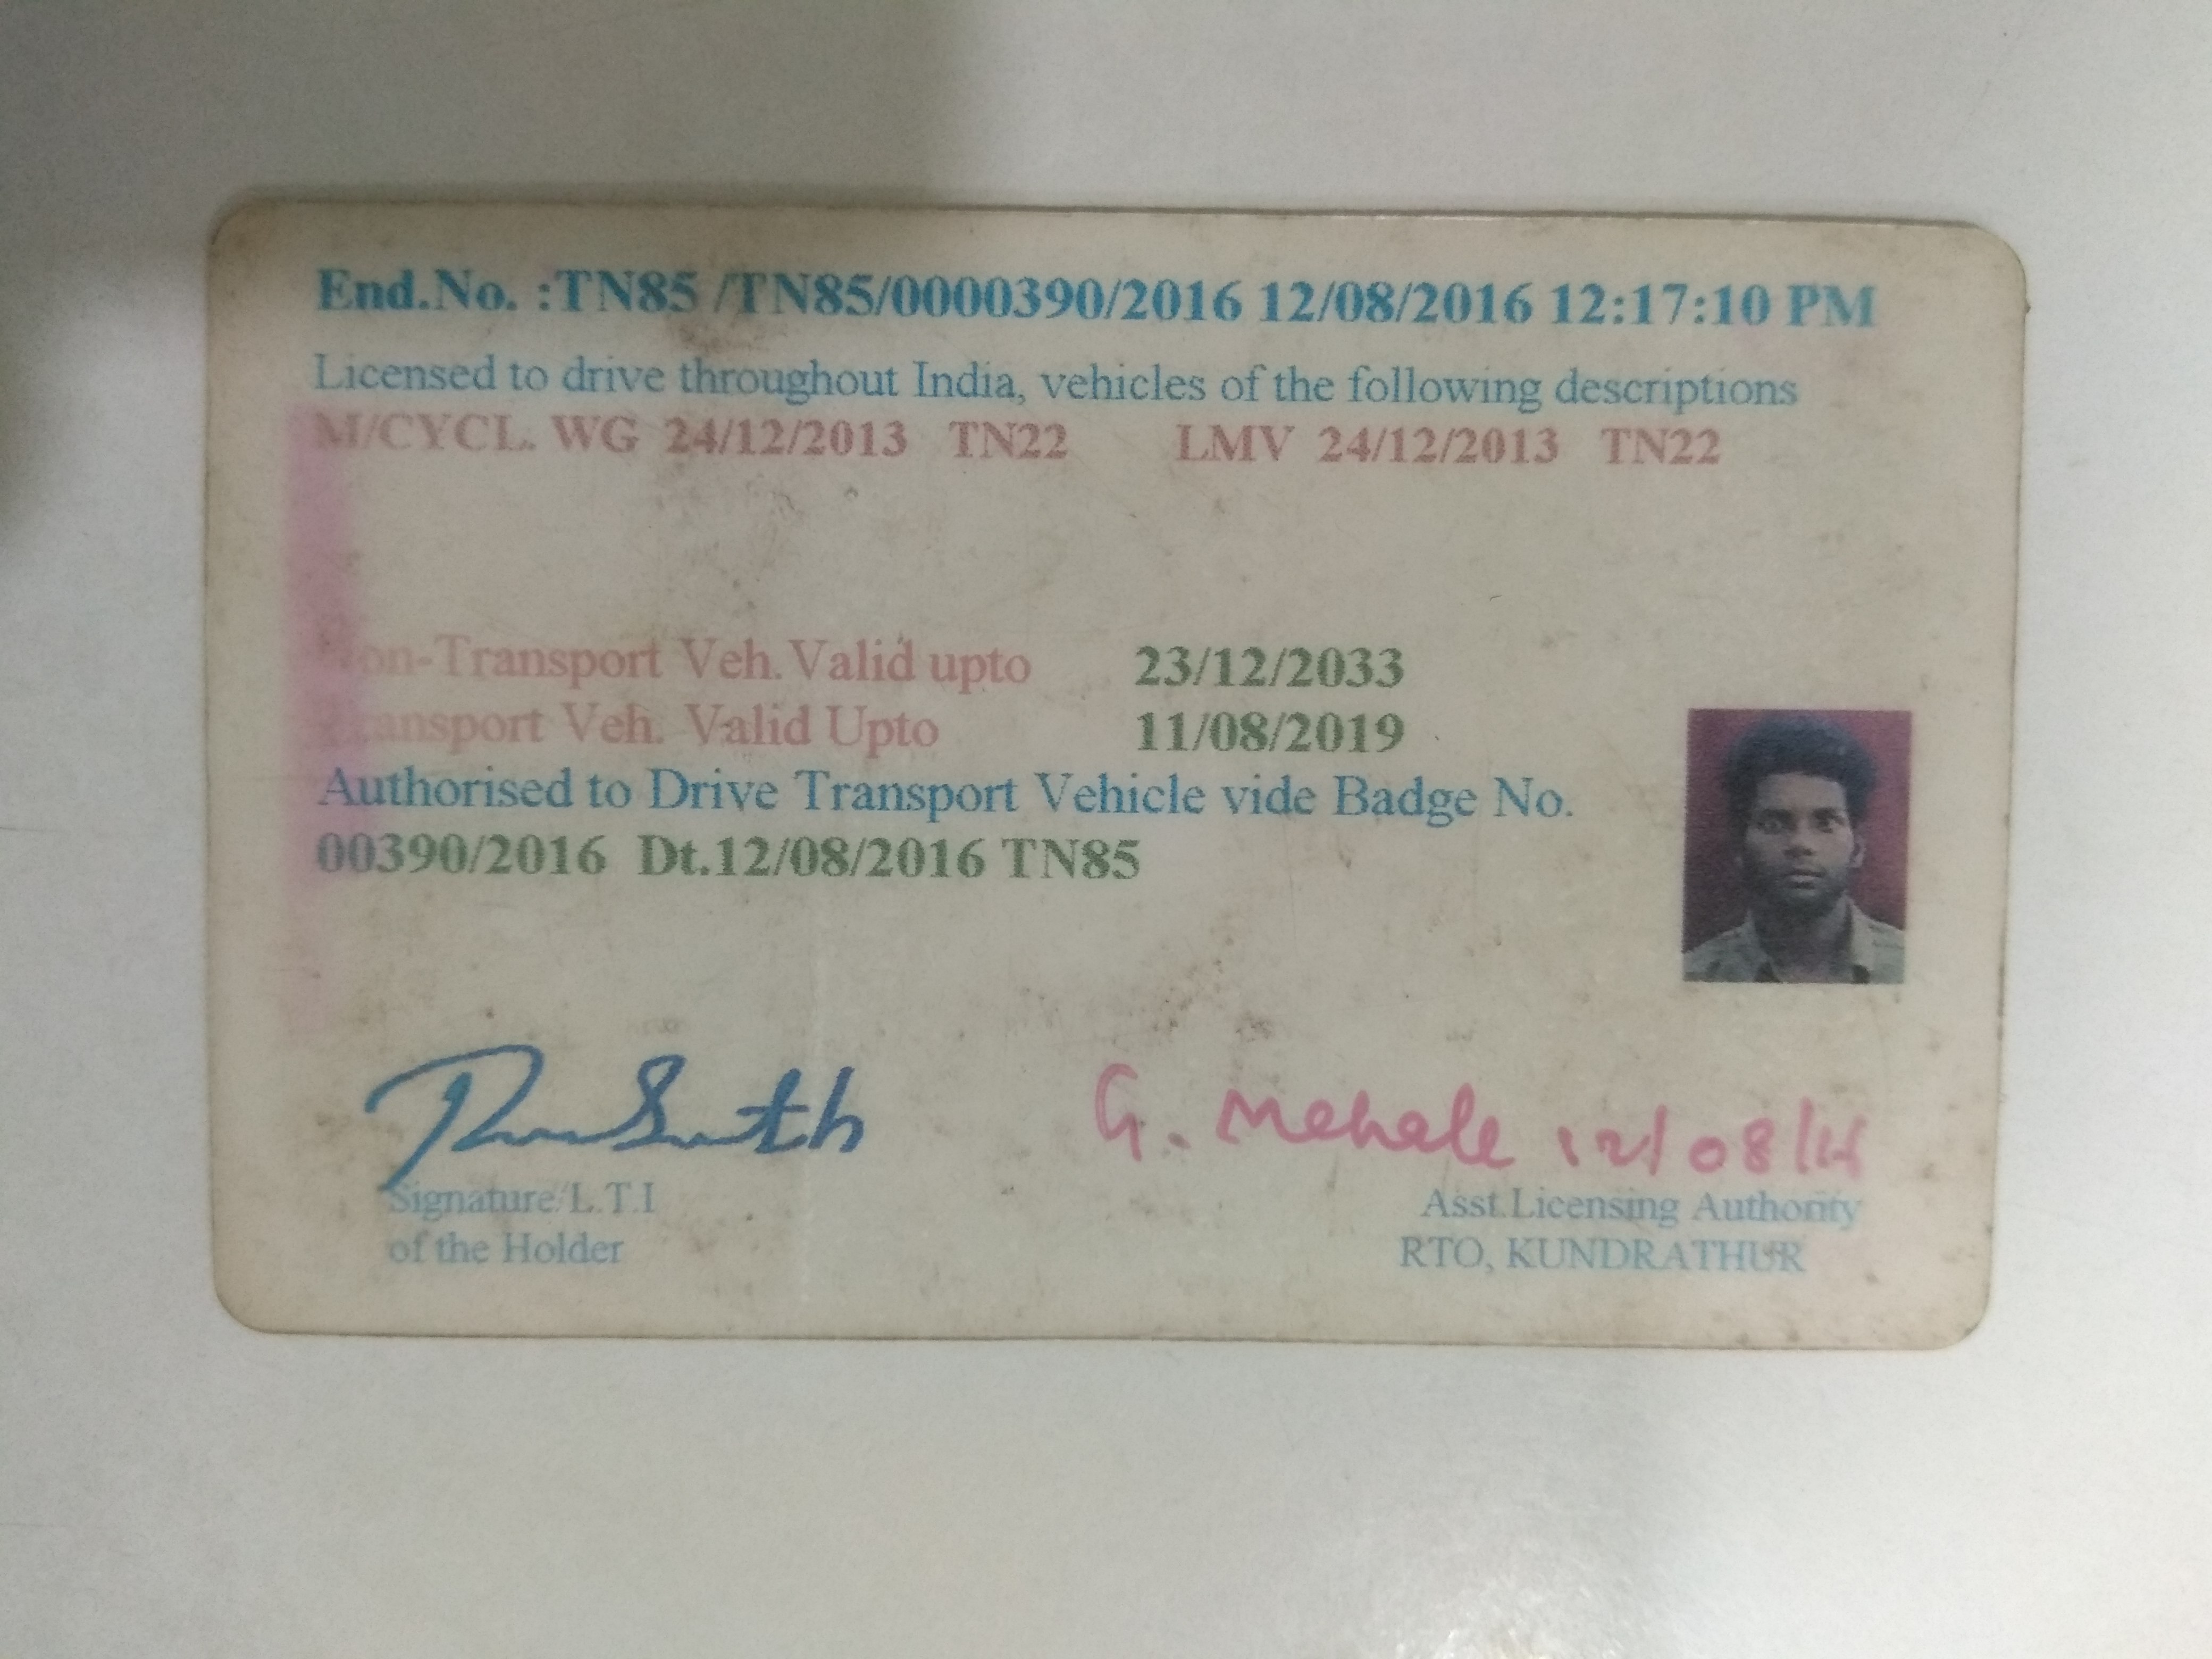 End.No. :TN85 /TN85/0000390/2016 12/08/2016 12:17:10 PM
Licensed to drive throughout India, vehicles of the following descriptions
M/CYCL. WG 24/12/2013 TN22 LMV 24/12/2013 TN22
Non-Transport Veh. Valid upto 23/12/2033
Transport Veh. Valid Upto 11/08/2019
Authorised to Drive Transport Vehicle vide Badge No.
00390/2016 Dt.12/08/2016 TN85
G. 12/08/16
Signature/L.T.I
of the Holder
Asst.Licensing Authority
RTO, KUNDRATHUR